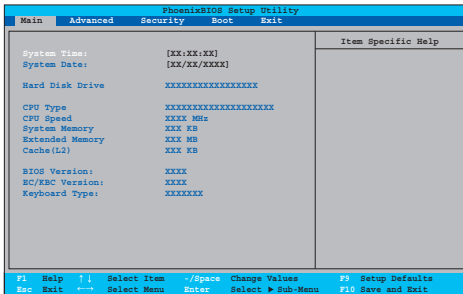 PhoenixBIOS Setup Utility
Main Advanced Security Boot Exit
Item Specific Help
System Time: [XX:XX:XX]
System Date: [XX/XX/XXXX]
Hard Disk Drive XXXXXXXXXXXXXXXXX
CPU Type XXXXXXXXXXXXXXXXXXXX
CPU Speed XXXX MHz
System Memory XXX KB
Extended Memory XXX MB
Cache(L2) XXX KB
BIOS Version: XXXX
EC/KBC Version: XXXX
Keyboard Type: XXXXXXX
F1 Help ↑↓ Select Item -/Space Change Values F9 Setup Defaults
Esc Exit ←→ Select Menu Enter Select ▶ Sub-Menu F10 Save and Exit